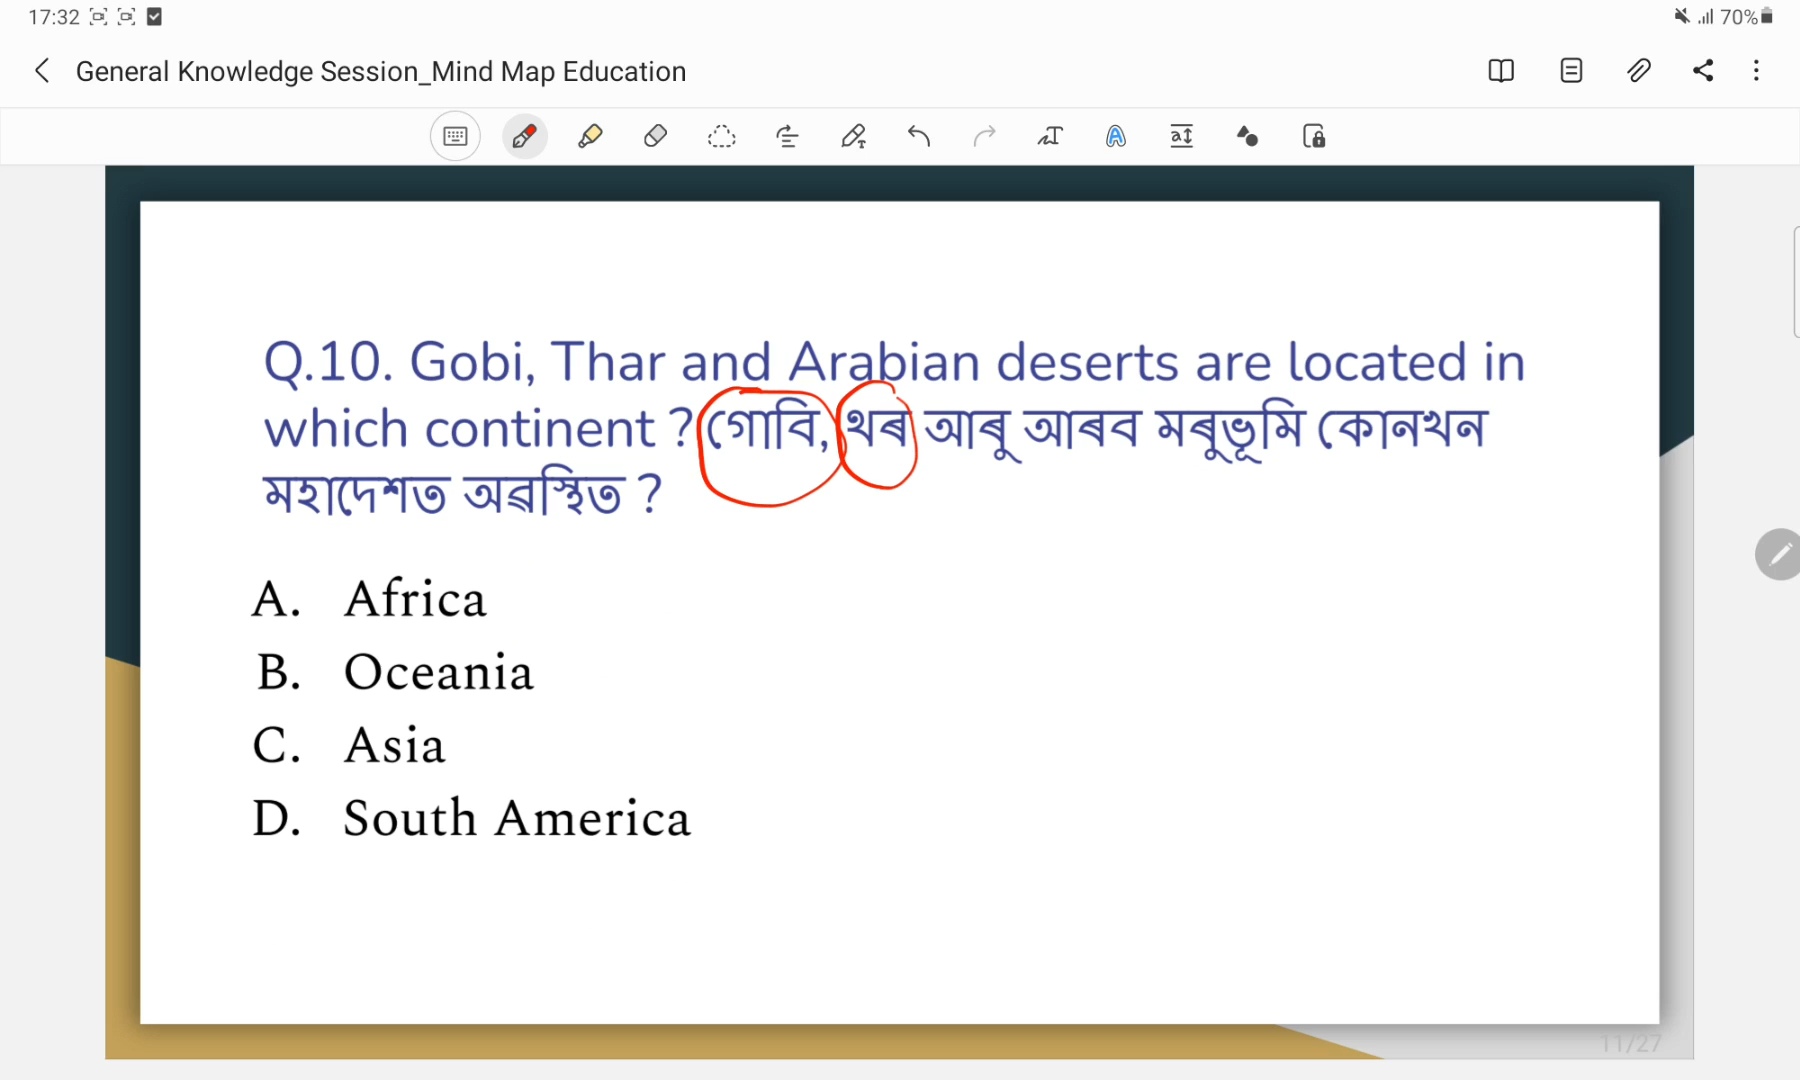 17:32
70%
General Knowledge Session_Mind Map Education
Q.10. Gobi, Thar and Arabian deserts are located in
which continent ? গোবি, থৰ আৰু আৰব মৰুভূমি কোনখন
মহাদেশত অৱস্থিত ?
A. Africa
B. Oceania
C. Asia
D. South America
11/27